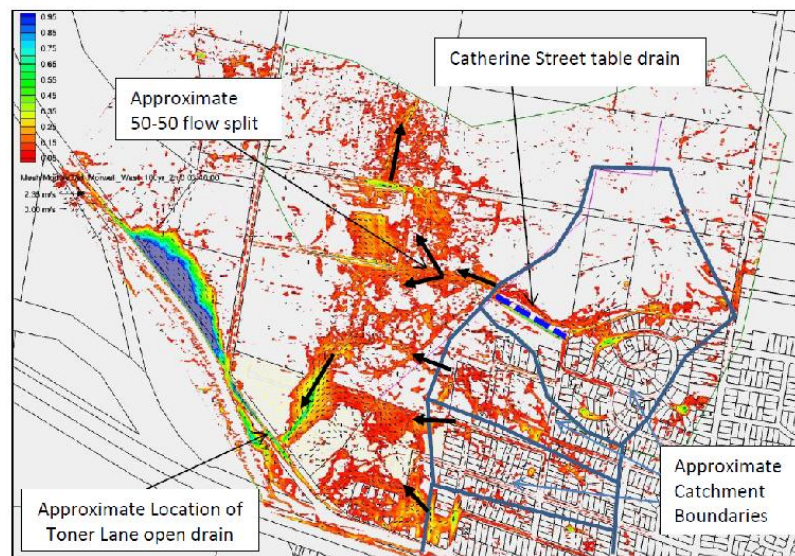 0.95
0.85
0.75
0.65
0.55
0.45
0.35
0.25
0.15
0.05
2.35 m/s
0.00 m/s
Approximate
50-50 flow split
Catherine Street table drain
Approximate Location of
Toner Lane open drain
Approximate
Catchment
Boundaries